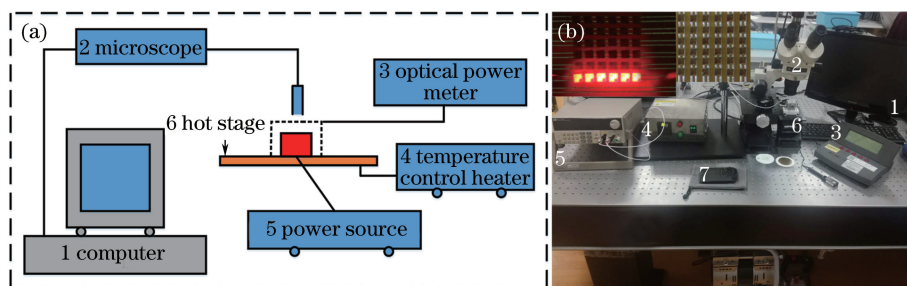 (a)
2 microscope
3 optical power
meter
6 hot stage
4 temperature
control heater
5 power source
1 computer
(b)
2
1
4
6
3
5
7